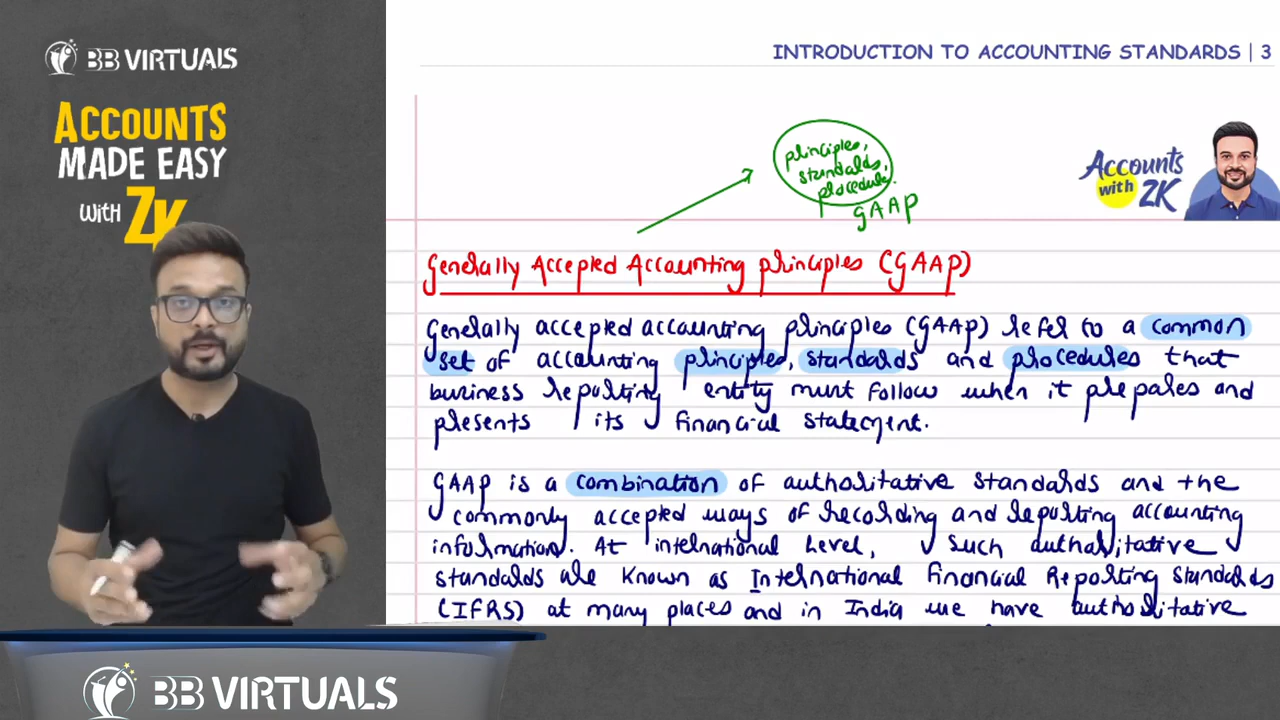 BB VIRTUALS
ACCOUNTS
MADE EASY
WITH ZK
INTRODUCTION TO ACCOUNTING STANDARDS | 3
principles,
standards,
procedures.
GAAP
Accounts
with ZK
Generally Accepted Accounting principles (GAAP)
Generally accepted accounting principles (GAAP) refer to a common
set of accounting principles, standards and procedures that
business reporting entity must follow when it prepares and
presents its financial statement.
GAAP is a combination of authoritative standards and the
commonly accepted ways of recording and reporting accounting
information. At international level, such authoritative
standards are known as International financial Reporting standards
(IFRS) at many places and in India we have authoritative
BB VIRTUALS